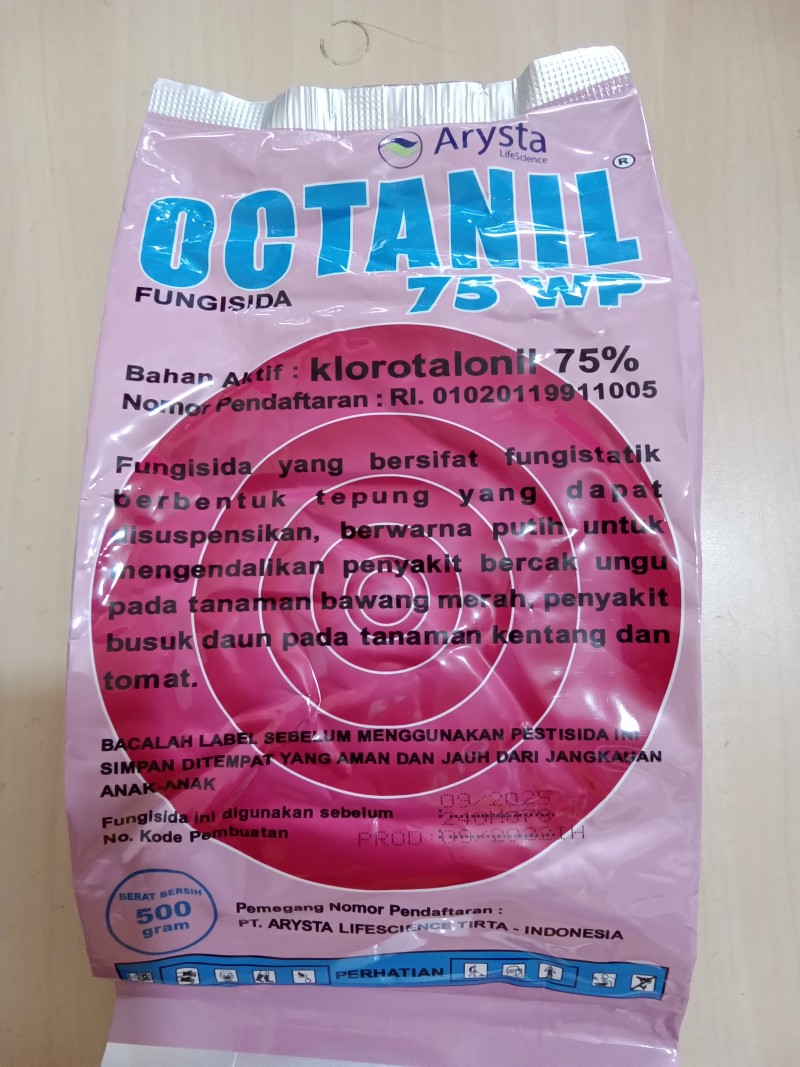 Arysta
LifeScience
OCTANIL®
FUNGISIDA
75 WP
Bahan Aktif : klorotalonil 75%
Nomor Pendaftaran : RI. 01020119911005
Fungisida yang bersifat fungistatik
berbentuk tepung yang dapat
disuspensikan, berwarna putih untuk
mengendalikan penyakit bercak ungu
pada tanaman bawang merah, penyakit
busuk daun pada tanaman kentang dan
tomat.
BACALAH LABEL SEBELUM MENGGUNAKAN PESTISIDA INI
SIMPAN DITEMPAT YANG AMAN DAN JAUH DARI JANGKAUAN
ANAK-ANAK
Fungisida ini digunakan sebelum
09/2025
No. Kode Pembuatan
PROD:
BERAT BERSIH
500
gram
Pemegang Nomor Pendaftaran :
PT. ARYSTA LIFESCIENCE TIRTA - INDONESIA
PERHATIAN